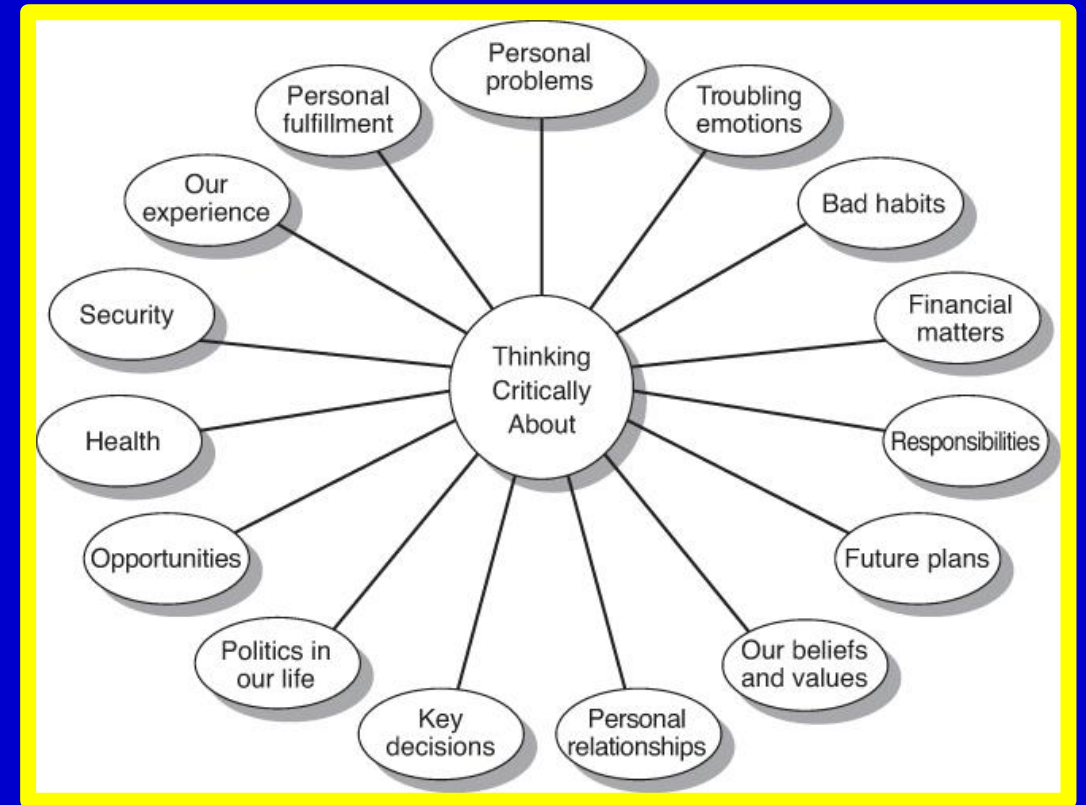 Personal
problems
Troubling
emotions
Bad habits
Financial
matters
Responsibilities
Future plans
Our beliefs
and values
Personal
relationships
Key
decisions
Politics in
our life
Opportunities
Health
Security
Our
experience
Personal
fulfillment
Thinking
Critically
About